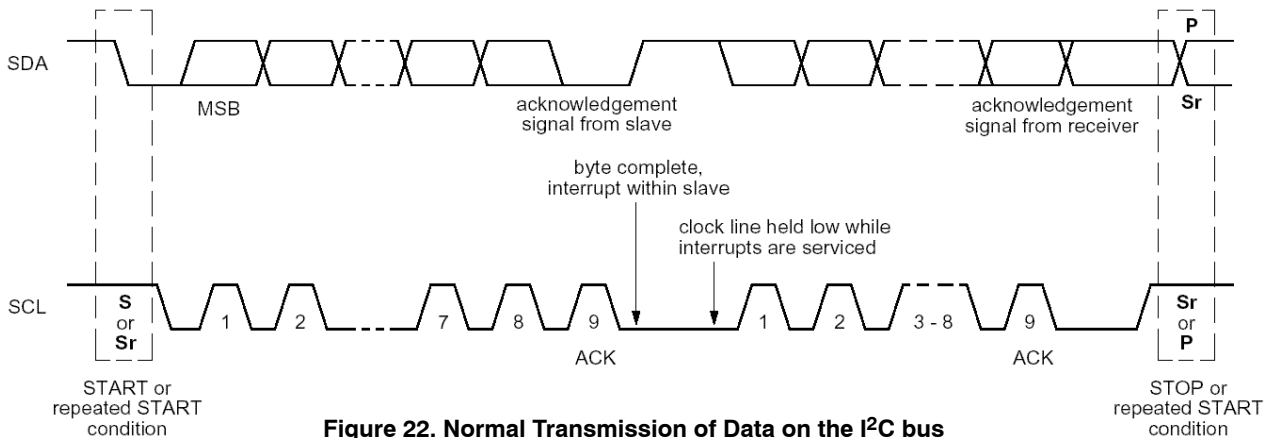 P
SDA
MSB
acknowledgement
signal from slave
acknowledgement
signal from receiver
Sr
byte complete,
interrupt within slave
clock line held low while
interrupts are serviced
SCL
S
or
Sr
1
2
7
8
9
1
2
3 - 8
9
Sr
or
P
ACK
ACK
START or
repeated START
condition
STOP or
repeated START
condition
Figure 22. Normal Transmission of Data on the I²C bus